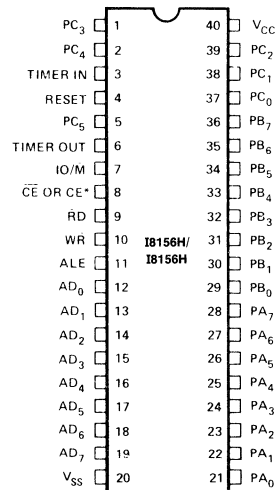 PC3 1 40 VCC
PC4 2 39 PC2
TIMER IN 3 38 PC1
RESET 4 37 PC0
PC5 5 36 PB7
TIMER OUT 6 35 PB6
IO/M 7 34 PB5
CE OR CE* 8 33 PB4
RD 9 32 PB3
WR 10 I8156H/ 31 PB2
ALE 11 I8156H 30 PB1
AD0 12 29 PB0
AD1 13 28 PA7
AD2 14 27 PA6
AD3 15 26 PA5
AD4 16 25 PA4
AD5 17 24 PA3
AD6 18 23 PA2
AD7 19 22 PA1
VSS 20 21 PA0